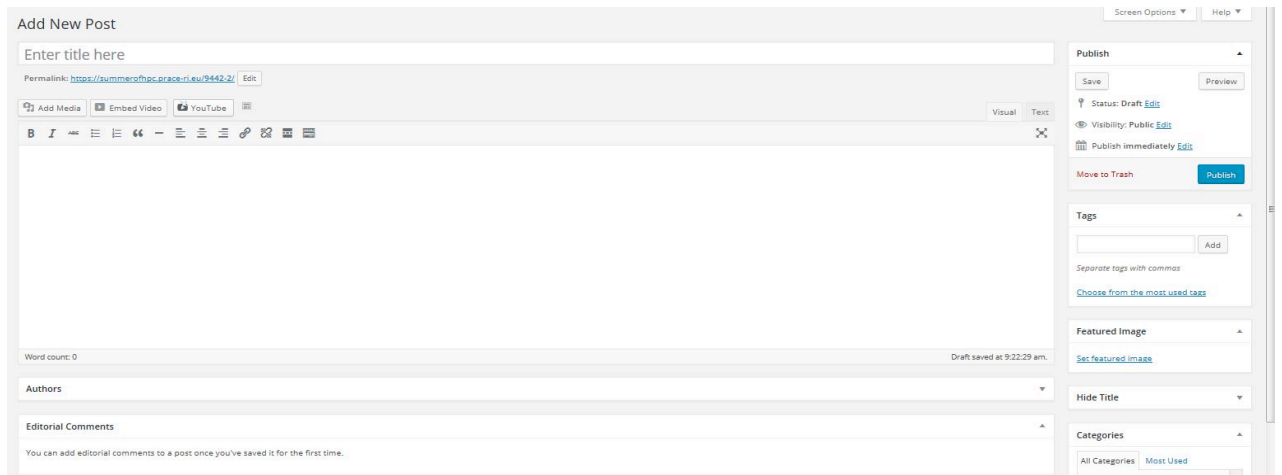 Screen Options Help
Add New Post
Enter title here
Permalink: https://summerofhpc.prace-ri.eu/9442-2/ Edit
Add Media Embed Video YouTube
Visual Text
B I ABC
Word count: 0 Draft saved at 9:22:29 am.
Authors
Editorial Comments
You can add editorial comments to a post once you've saved it for the first time.
Publish
Save Preview
Status: Draft Edit
Visibility: Public Edit
Publish immediately Edit
Move to Trash Publish
Tags
Add
Separate tags with commas
Choose from the most used tags
Featured Image
Set featured image
Hide Title
Categories
All Categories Most Used